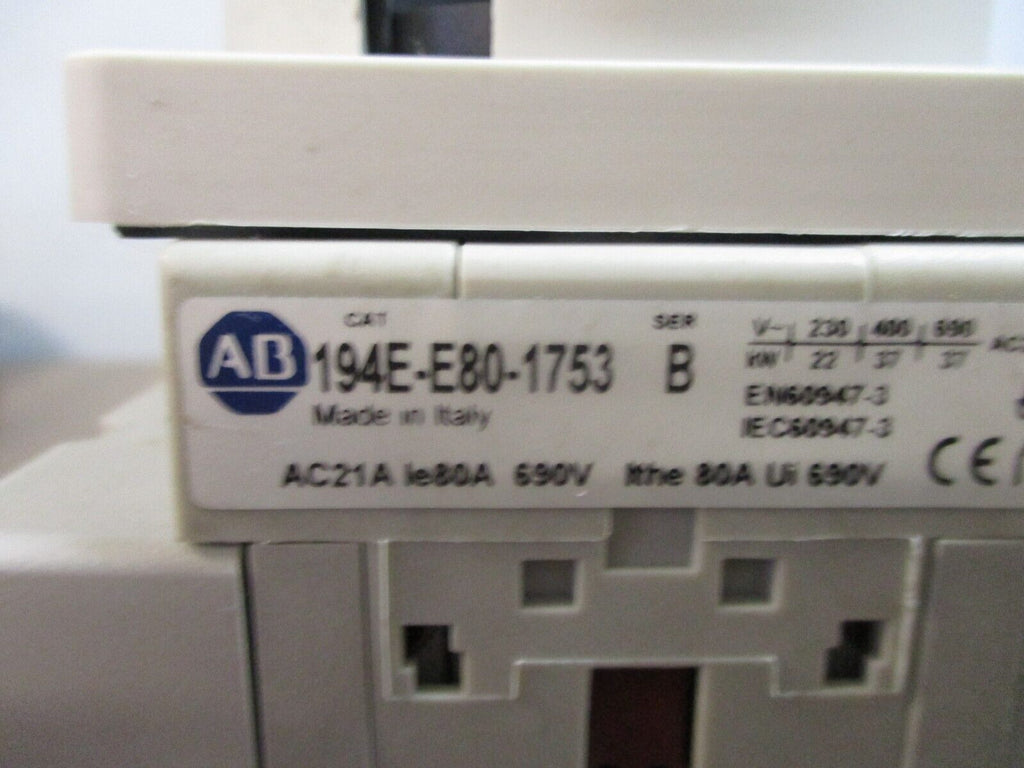 AB
CAT
194E-E80-1753
Made in Italy
SER
B
V~ 230 400 690
kW 22 37 37
EN60947-3
IEC60947-3
AC21A Ie80A 690V Ithe 80A Ui 690V
CE